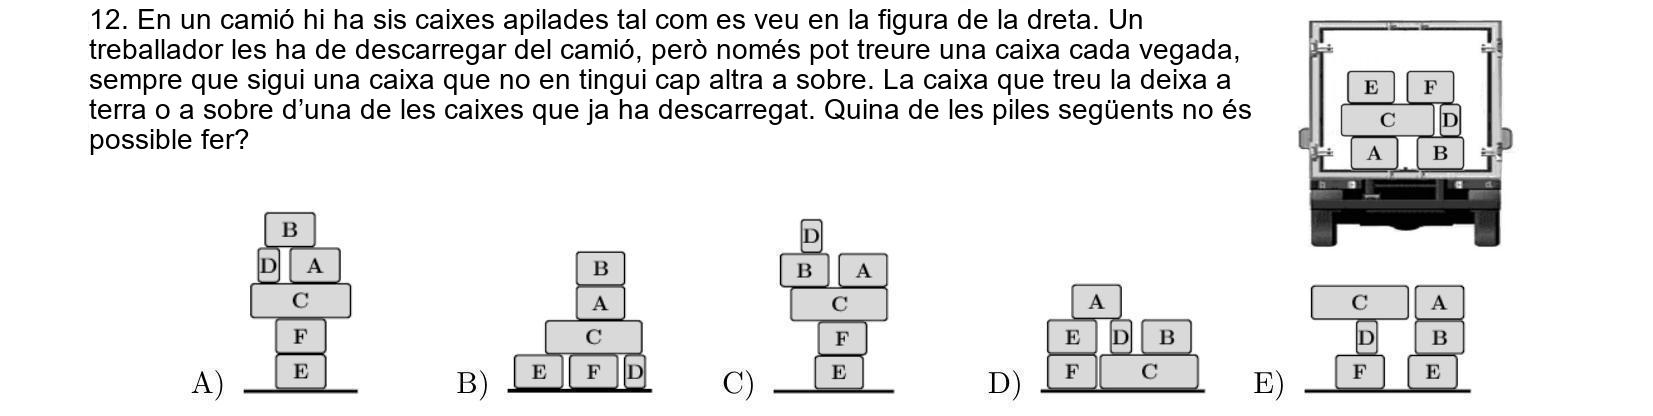 12. En un camió hi ha sis caixes apilades tal com es veu en la figura de la dreta. Un
treballador les ha de descarregar del camió, però només pot treure una caixa cada vegada,
sempre que sigui una caixa que no en tingui cap altra a sobre. La caixa que treu la deixa a
terra o a sobre d’una de les caixes que ja ha descarregat. Quina de les piles següents no és
possible fer?
E F
C D
A B
A)
B
D A
C
F
E
B)
B
A
C
E F D
C)
D
B A
C
F
E
D)
A
E D B
F C
E)
C A
D B
F E